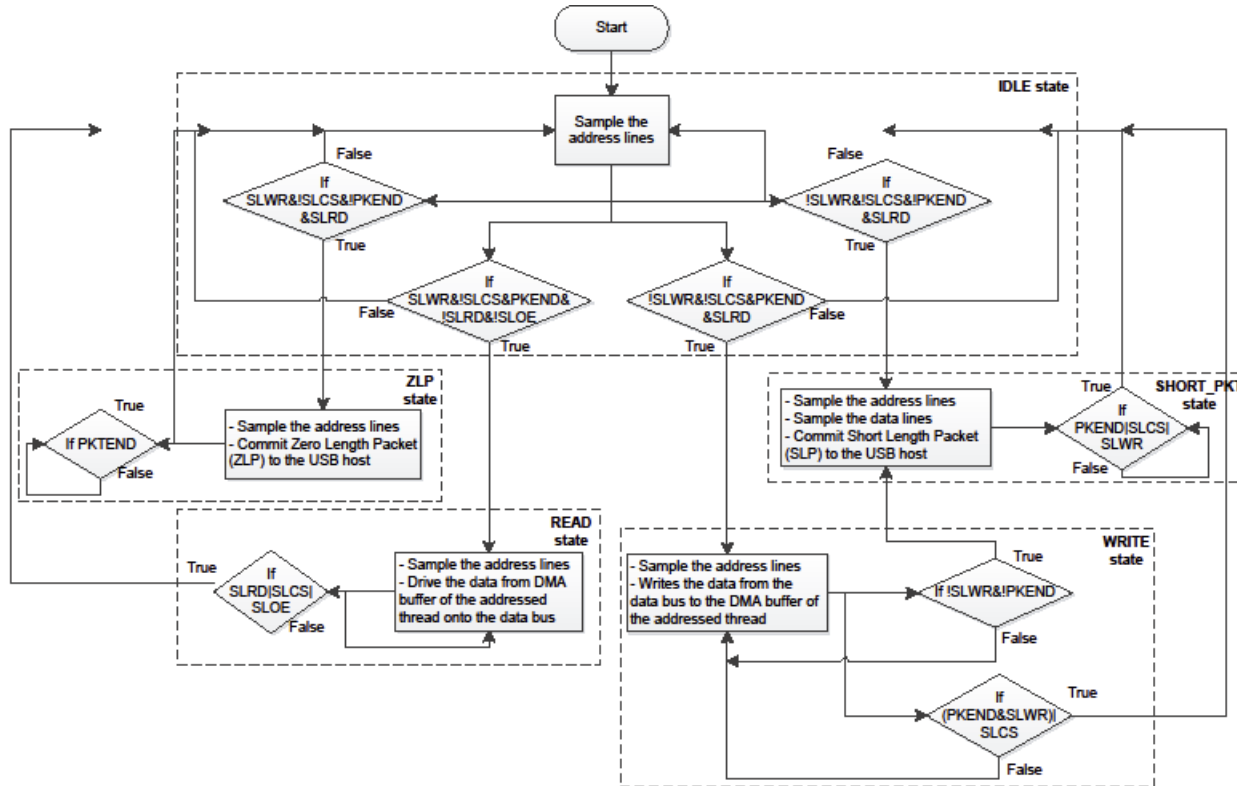 Start
IDLE state
Sample the
address lines
False
If
SLWR&!SLCS&!PKEND
&SLRD
True
False
If
!SLWR&!SLCS&!PKEND
&SLRD
True
If
SLWR&!SLCS&PKEND&
!SLRD&!SLOE
False
True
If
!SLWR&!SLCS&PKEND
&SLRD
False
True
ZLP
state
True
If PKTEND
False
- Sample the address lines
- Commit Zero Length Packet
(ZLP) to the USB host
SHORT_PKT
state
- Sample the address lines
- Sample the data lines
- Commit Short Length Packet
(SLP) to the USB host
True
If
PKEND|SLCS|
SLWR
False
READ
state
True
If
SLRD|SLCS|
SLOE
False
- Sample the address lines
- Drive the data from DMA
buffer of the addressed
thread onto the data bus
WRITE
state
- Sample the address lines
- Writes the data from the
data bus to the DMA buffer of
the addressed thread
True
If !SLWR&!PKEND
False
If
(PKEND&SLWR)|
SLCS
True
False